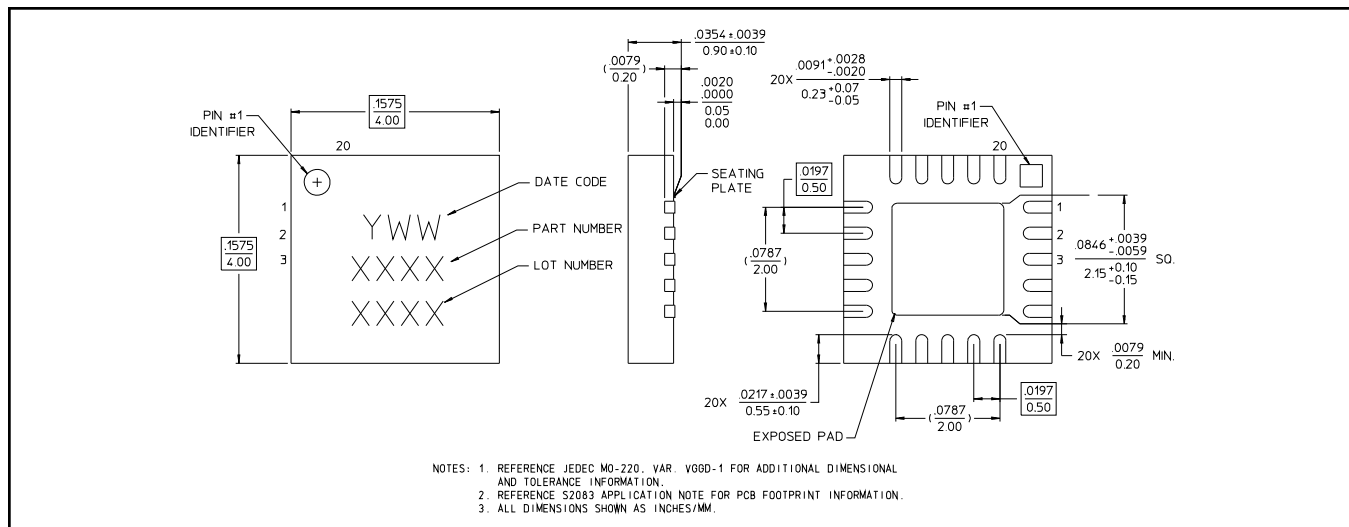 .1575
4.00
PIN #1
IDENTIFIER
20
1
2
3
.1575
4.00
YWW
XXXX
XXXX
DATE CODE
PART NUMBER
LOT NUMBER
.0354±.0039
0.90±0.10
(.0079
0.20)
.0020
.0000
0.05
0.00
SEATING
PLATE
20X .0091 +.0028
-.0020
0.23 +0.07
-0.05
PIN #1
IDENTIFIER
20
.0197
0.50
(.0787
2.00)
1
2
3
.0846 +.0039
-.0059
2.15 +0.10
-0.15
SQ.
20X .0079
0.20 MIN.
20X .0217±.0039
0.55±0.10
(.0787
2.00)
.0197
0.50
EXPOSED PAD
NOTES: 1. REFERENCE JEDEC MO-220, VAR. VGGD-1 FOR ADDITIONAL DIMENSIONAL
AND TOLERANCE INFORMATION.
2. REFERENCE S2083 APPLICATION NOTE FOR PCB FOOTPRINT INFORMATION.
3. ALL DIMENSIONS SHOWN AS INCHES/MM.